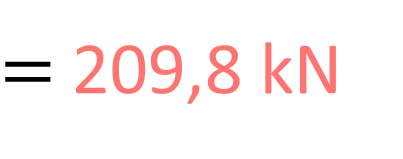 = 209,8 kN